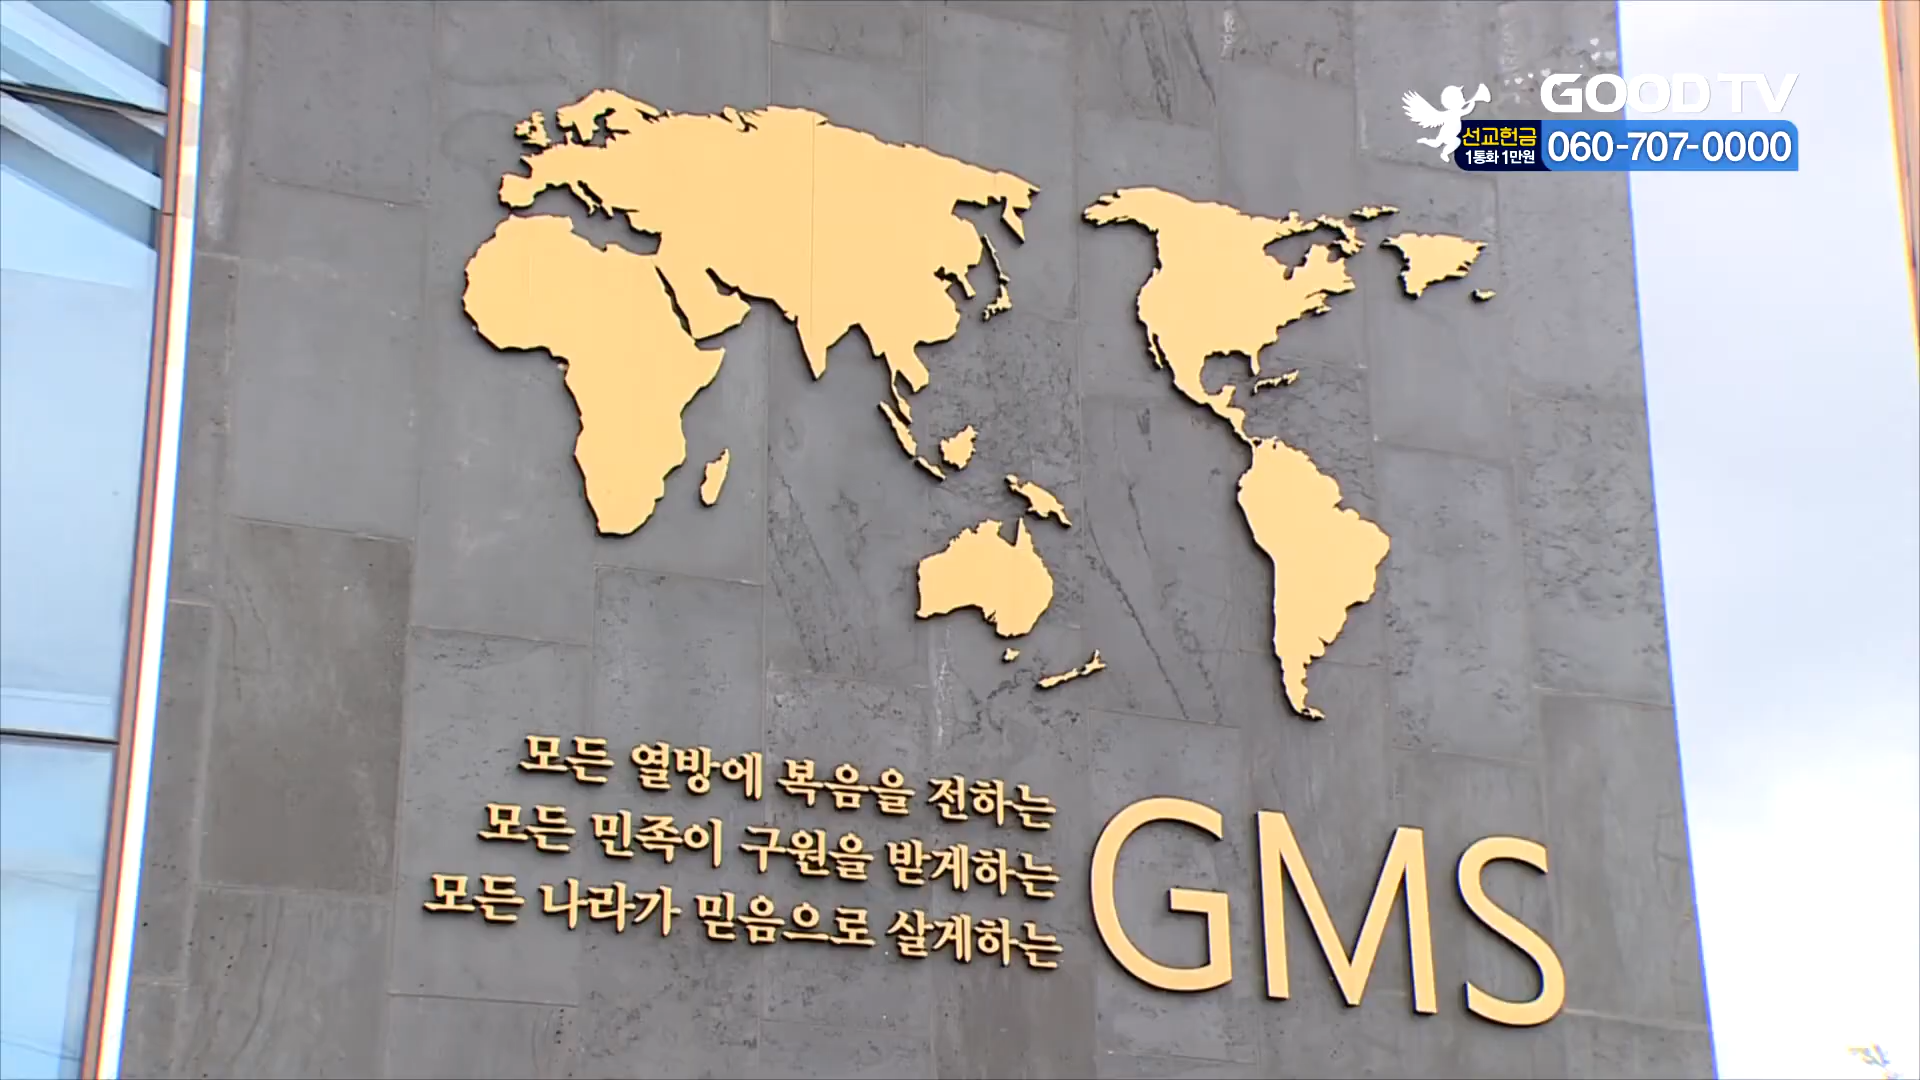 GOODTV
선교헌금
1통화 1만원
060-707-0000
모든 열방에 복음을 전하는
모든 민족이 구원을 받게하는
모든 나라가 믿음으로 살게하는
GMS